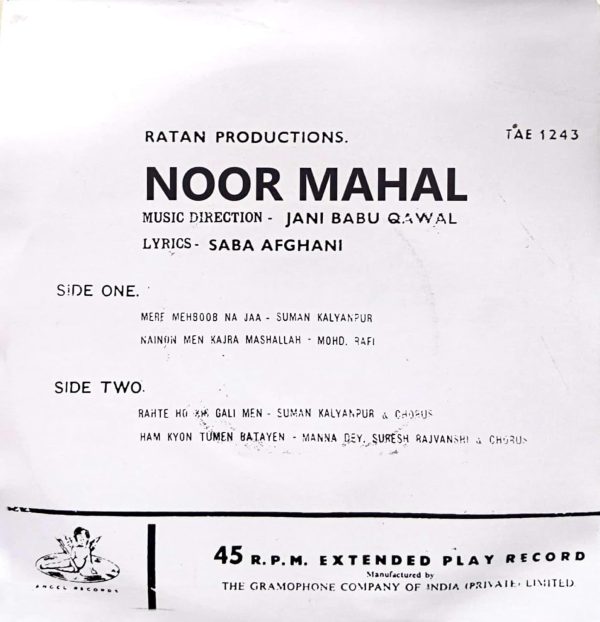 RATAN PRODUCTIONS.
TAE 1243
NOOR MAHAL
MUSIC DIRECTION - JANI BABU QAWAL
LYRICS - SABA AFGHANI
SIDE ONE.
MERE MEHBOOB NA JAA - SUMAN KALYANPUR
NAINON MEN KAJRA MASHALLAH - MOHD. RAFI
SIDE TWO.
RAHTE HO GALI MEN - SUMAN KALYANPUR & CHORUS
HAM KYON TUMEN BATAYEN - MANNA DEY, SURESH RAJVANSHI & CHORUS
ANGEL RECORDS
45 R.P.M. EXTENDED PLAY RECORD
Manufactured by
THE GRAMOPHONE COMPANY OF INDIA (PRIVATE) LIMITED